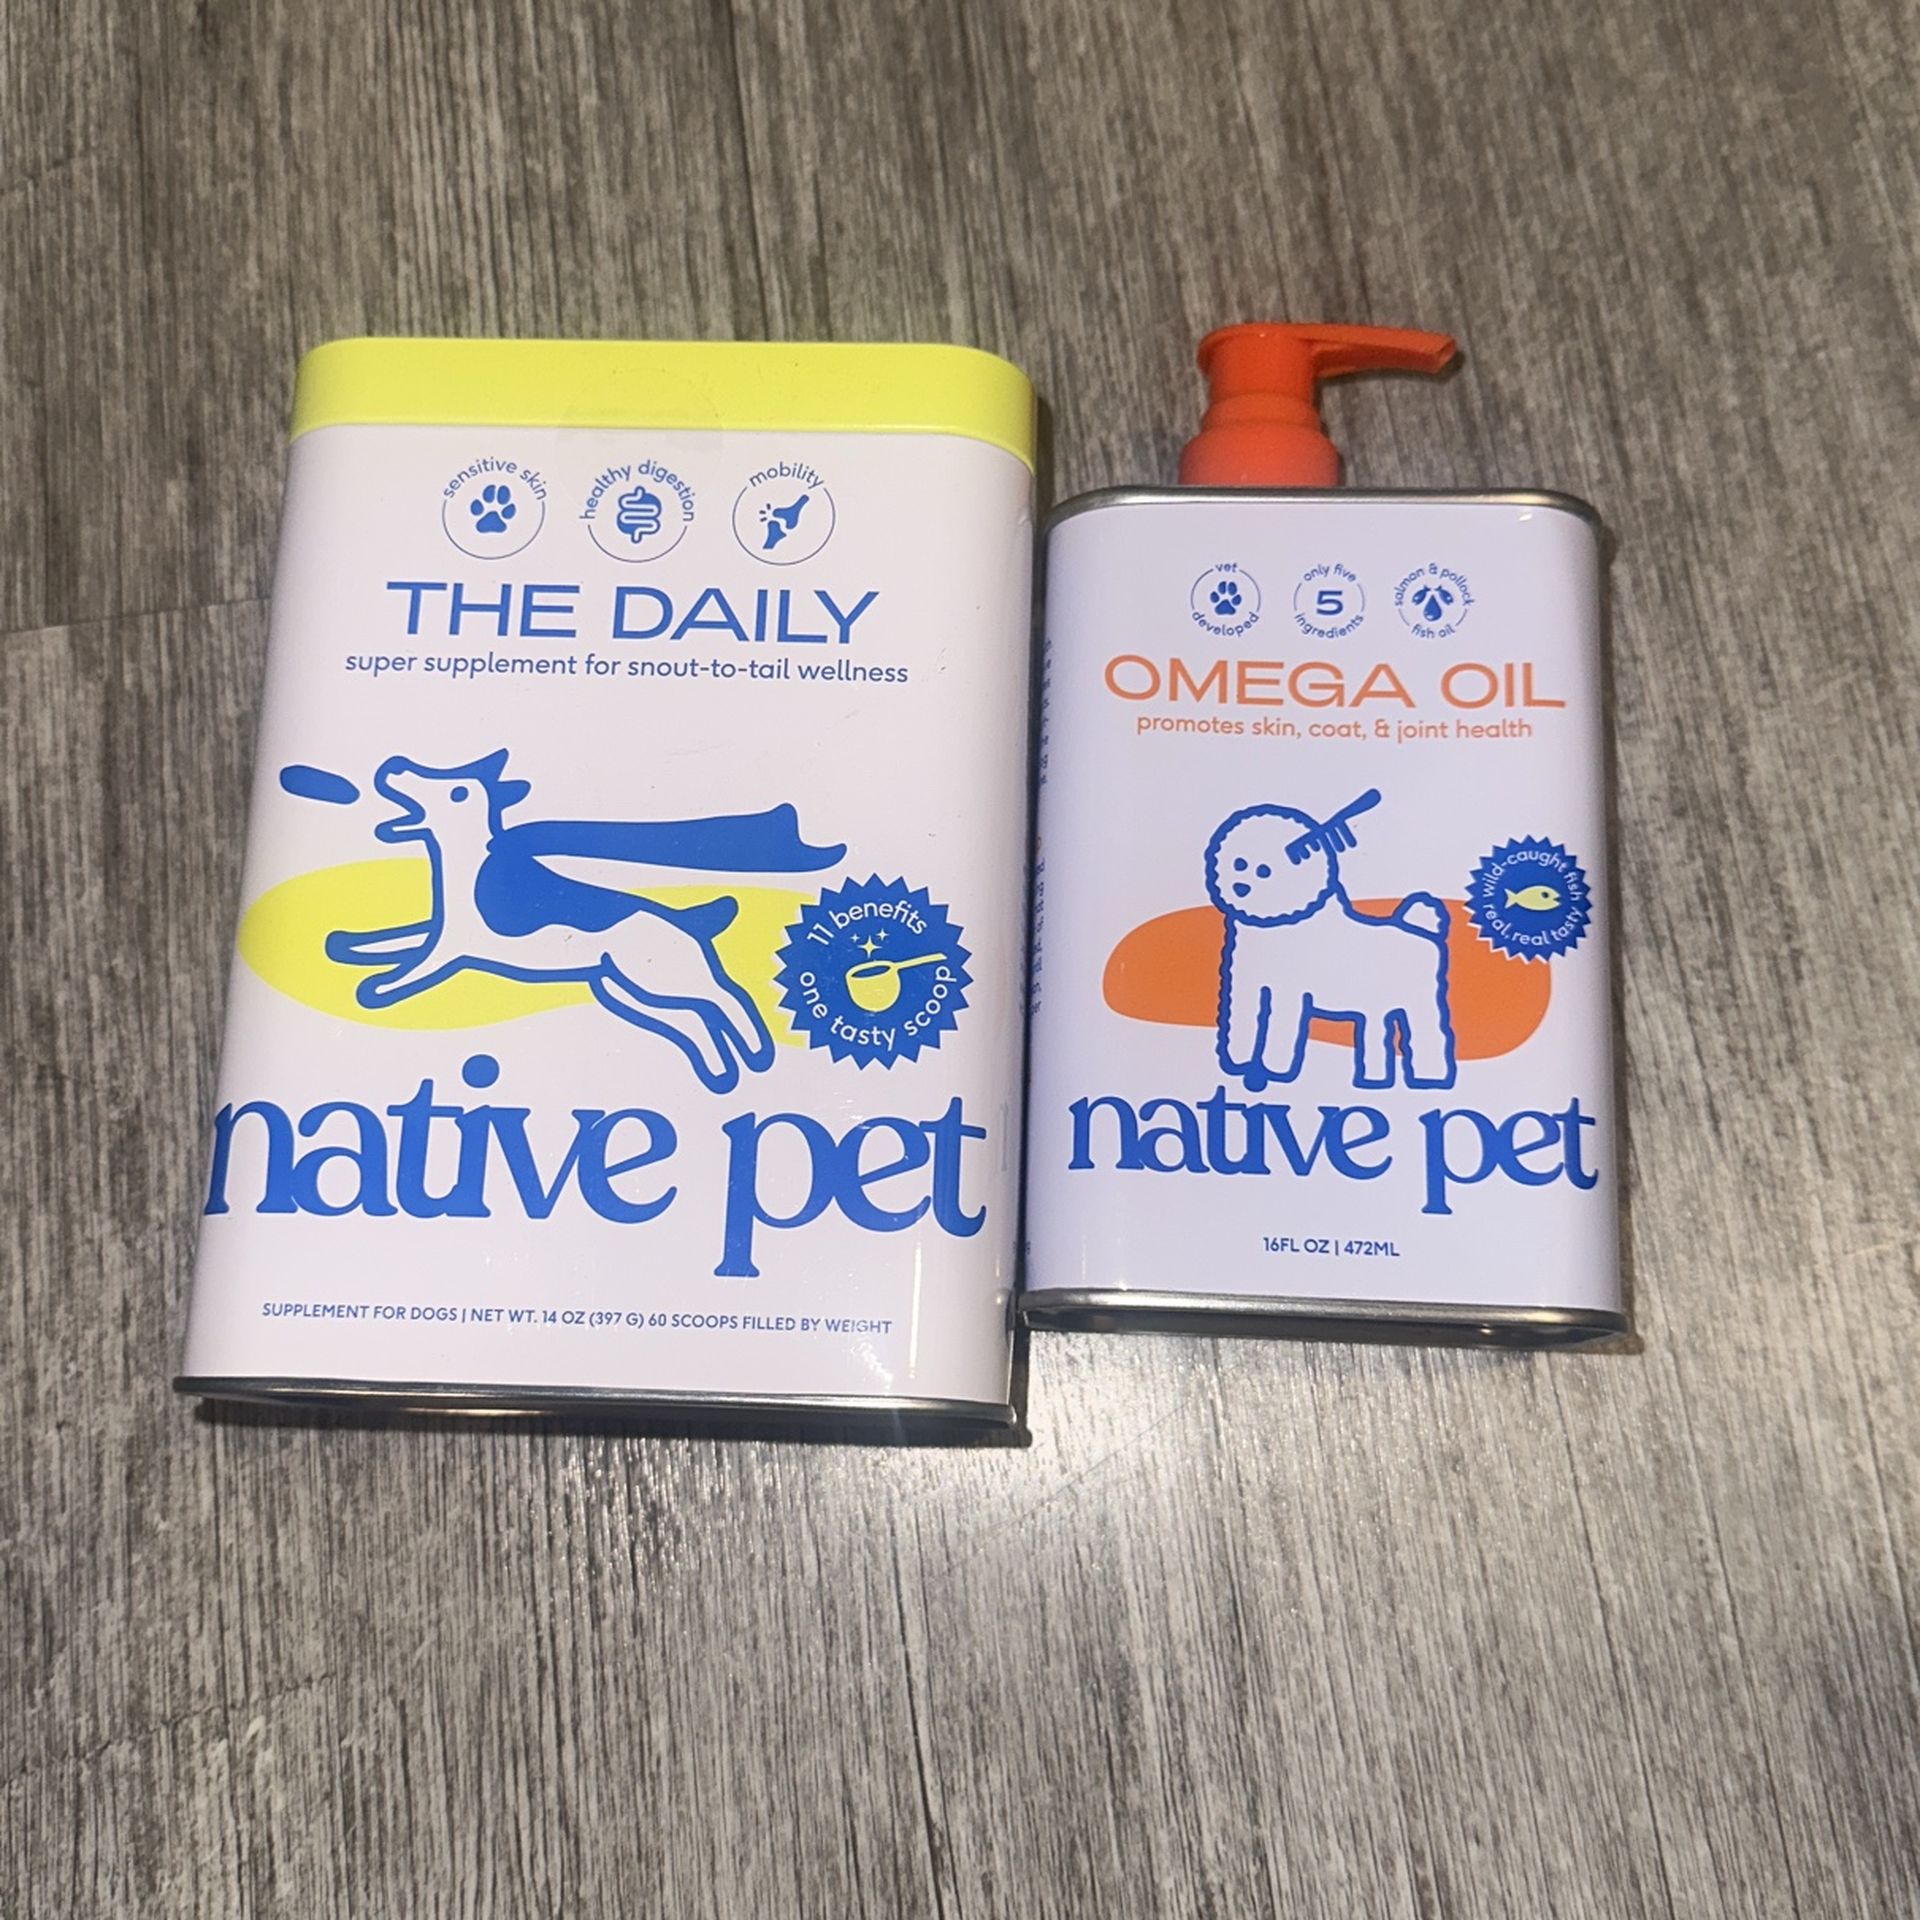 sensitive skin
healthy digestion
mobility
THE DAILY
super supplement for snout-to-tail wellness
11 benefits
one tasty scoop
native pet
SUPPLEMENT FOR DOGS | NET WT. 14 OZ (397 G) 60 SCOOPS FILLED BY WEIGHT
vet
developed
only five
5
ingredients
salmon & pollock
fish oil
OMEGA OIL
promotes skin, coat, & joint health
wild-caught fish
real, real tasty
native pet
16FL OZ | 472ML